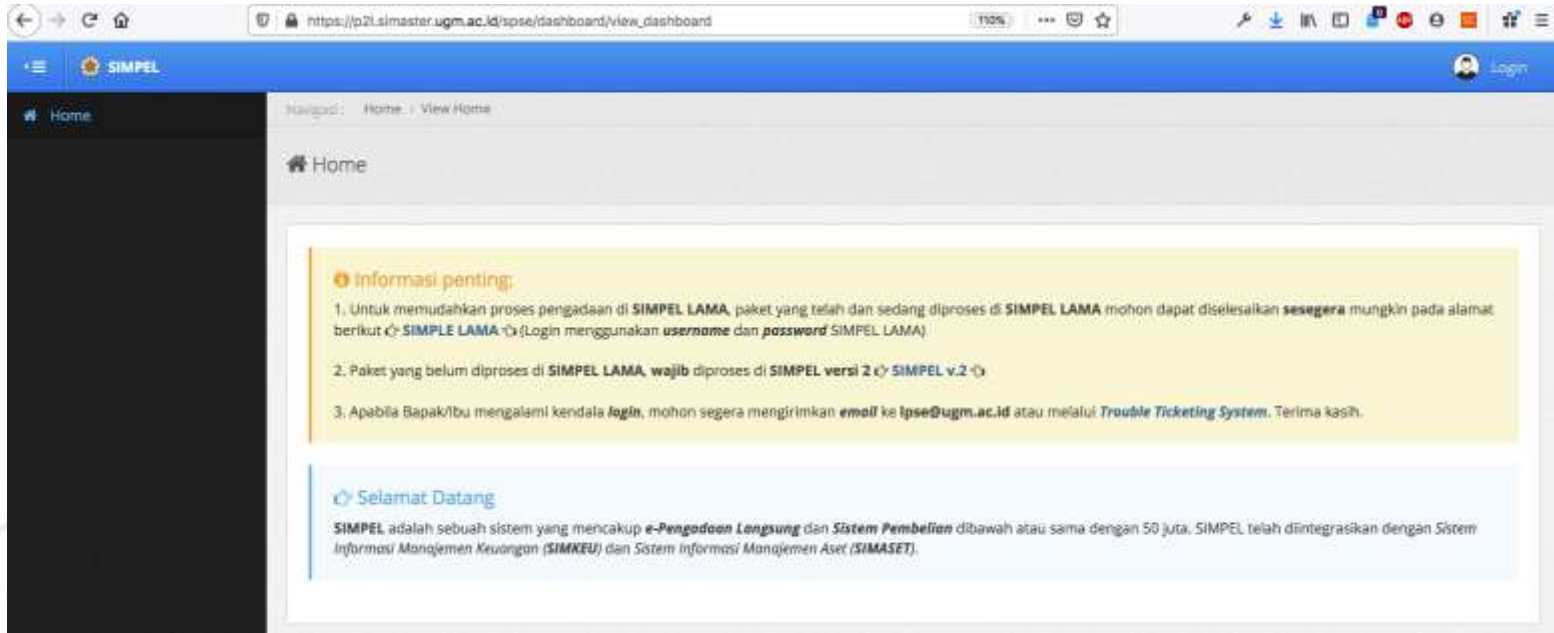 https://p2l.simaster.ugm.ac.id/spse/dashboard/view_dashboard
110%
SIMPEL
Login
Home
Navigasi : Home › View Home
Home
Informasi penting:
1. Untuk memudahkan proses pengadaan di SIMPEL LAMA, paket yang telah dan sedang diproses di SIMPEL LAMA mohon dapat diselesaikan sesegera mungkin pada alamat
berikut SIMPLE LAMA (Login menggunakan username dan password SIMPEL LAMA)
2. Paket yang belum diproses di SIMPEL LAMA, wajib diproses di SIMPEL versi 2 SIMPEL v.2
3. Apabila Bapak/Ibu mengalami kendala login, mohon segera mengirimkan email ke lpse@ugm.ac.id atau melalui Trouble Ticketing System. Terima kasih.
Selamat Datang
SIMPEL adalah sebuah sistem yang mencakup e-Pengadaan Langsung dan Sistem Pembelian dibawah atau sama dengan 50 juta. SIMPEL telah diintegrasikan dengan Sistem
Informasi Manajemen Keuangan (SIMKEU) dan Sistem Informasi Manajemen Aset (SIMASET).